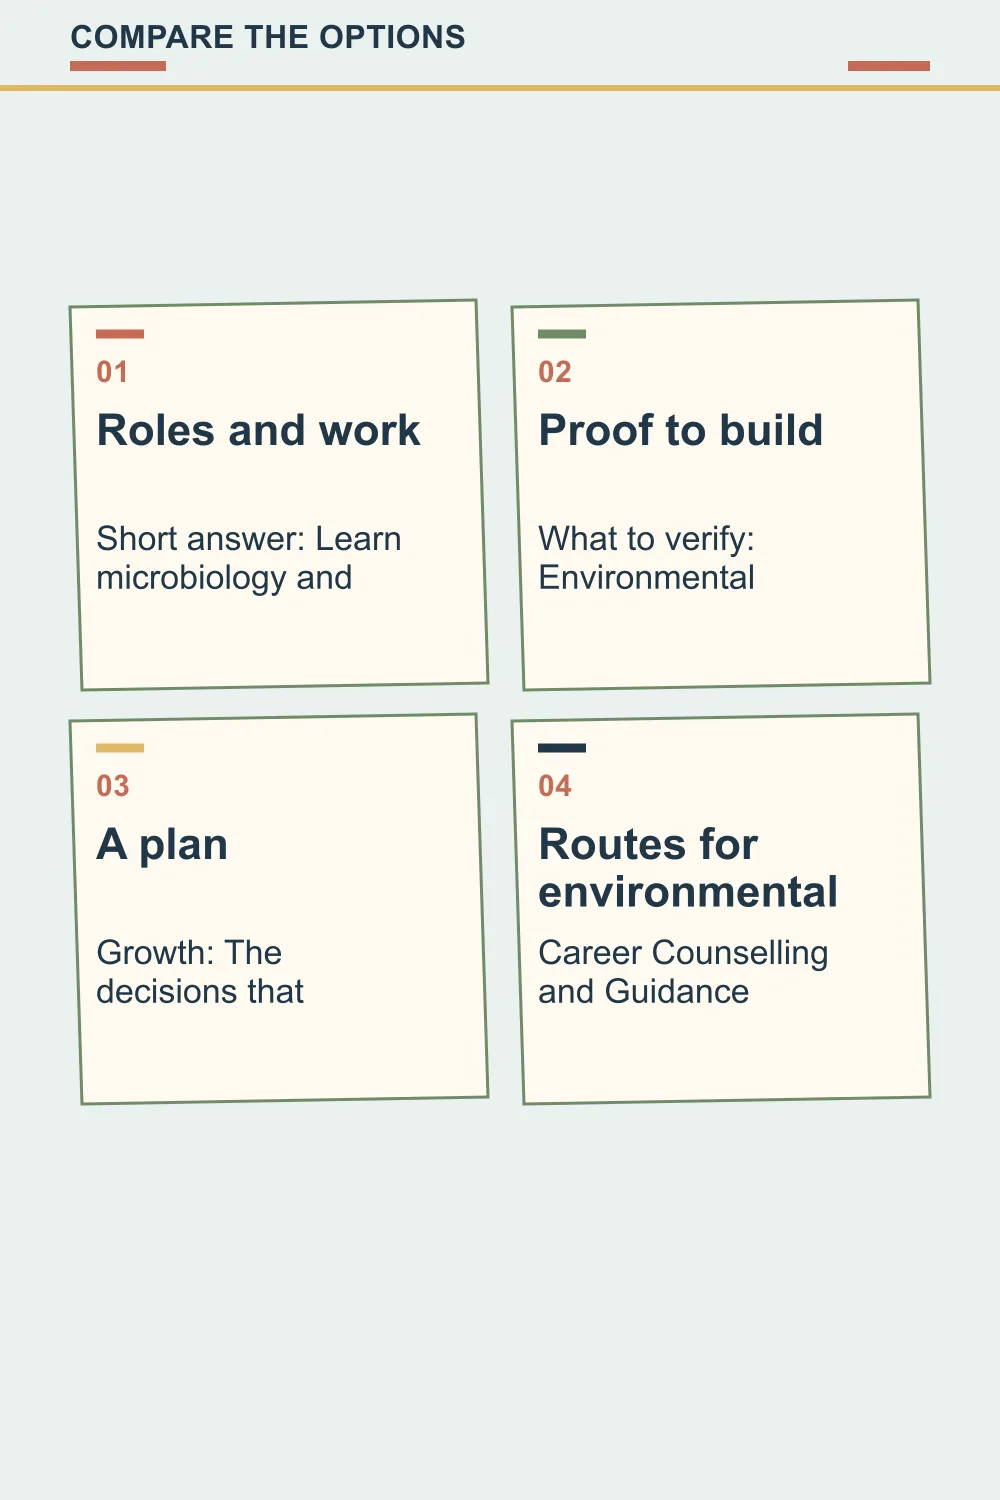 COMPARE THE OPTIONS
01
Roles and work
Short answer: Learn
microbiology and
02
Proof to build
What to verify:
Environmental
03
A plan
Growth: The
decisions that
04
Routes for
environmental
Career Counselling
and Guidance